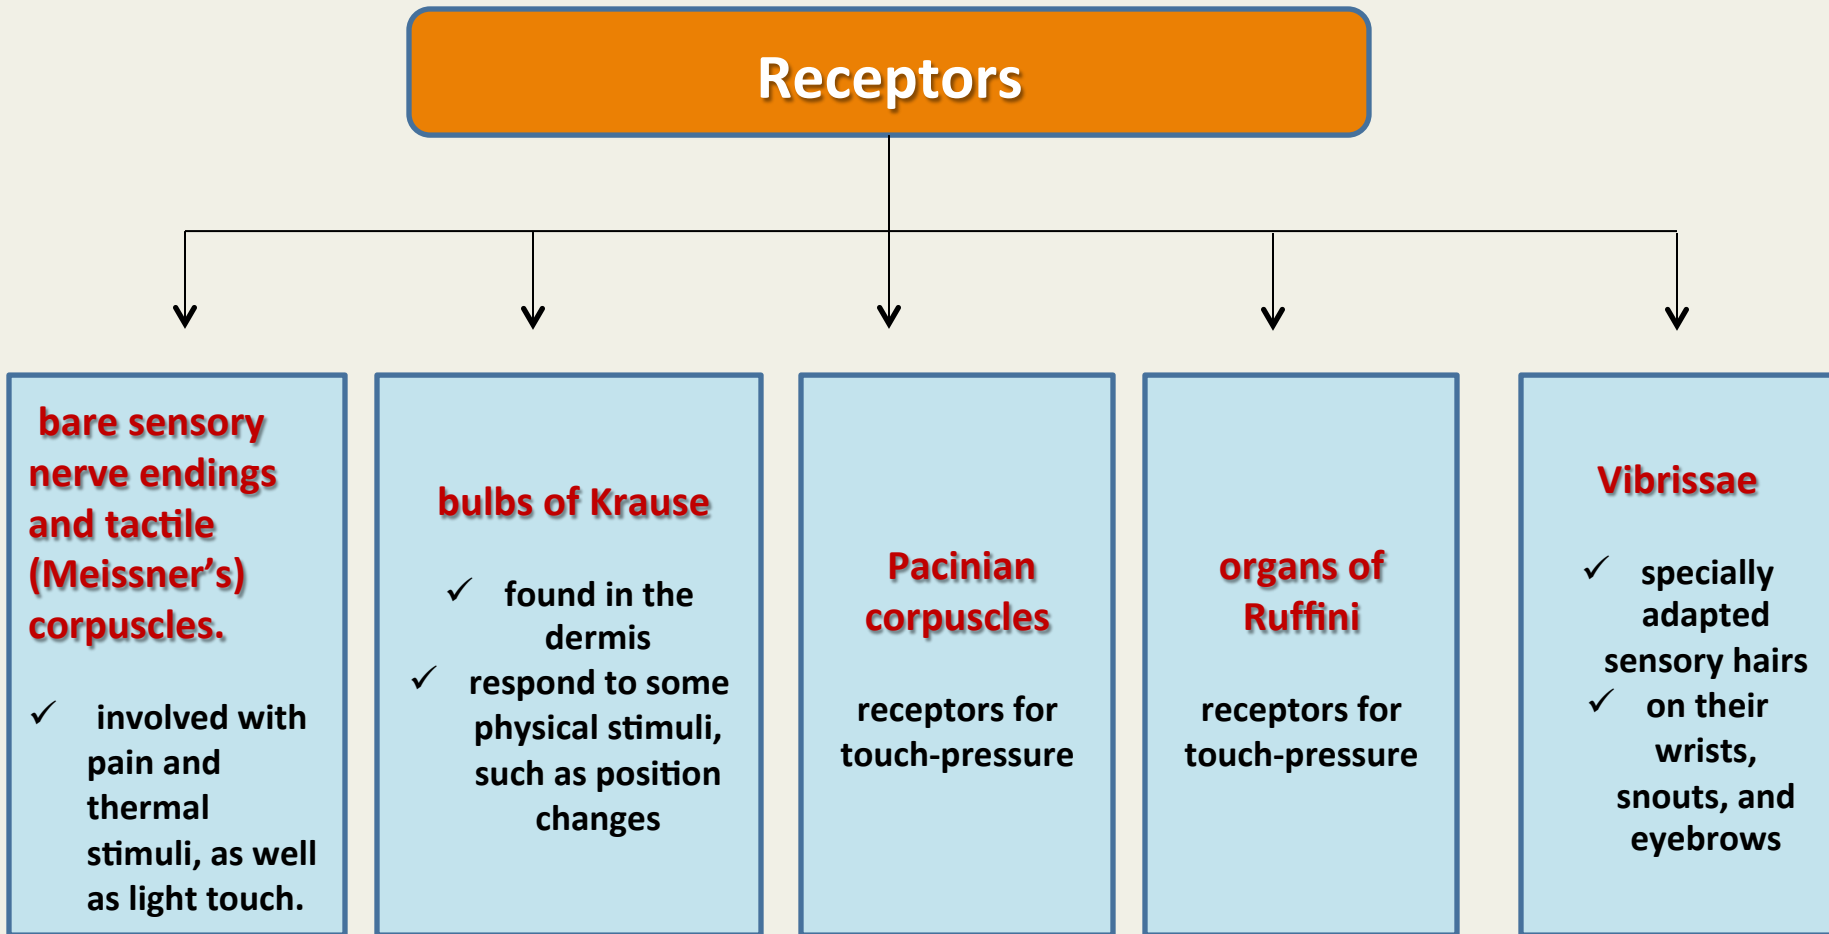 Receptors
bare sensory
nerve endings
and tactile
(Meissner’s)
corpuscles.
✓ involved with
pain and
thermal
stimuli, as well
as light touch.
bulbs of Krause
✓ found in the
dermis
✓ respond to some
physical stimuli,
such as position
changes
Pacinian
corpuscles
receptors for
touch-pressure
organs of
Ruffini
receptors for
touch-pressure
Vibrissae
✓ specially
adapted
sensory hairs
✓ on their
wrists,
snouts, and
eyebrows